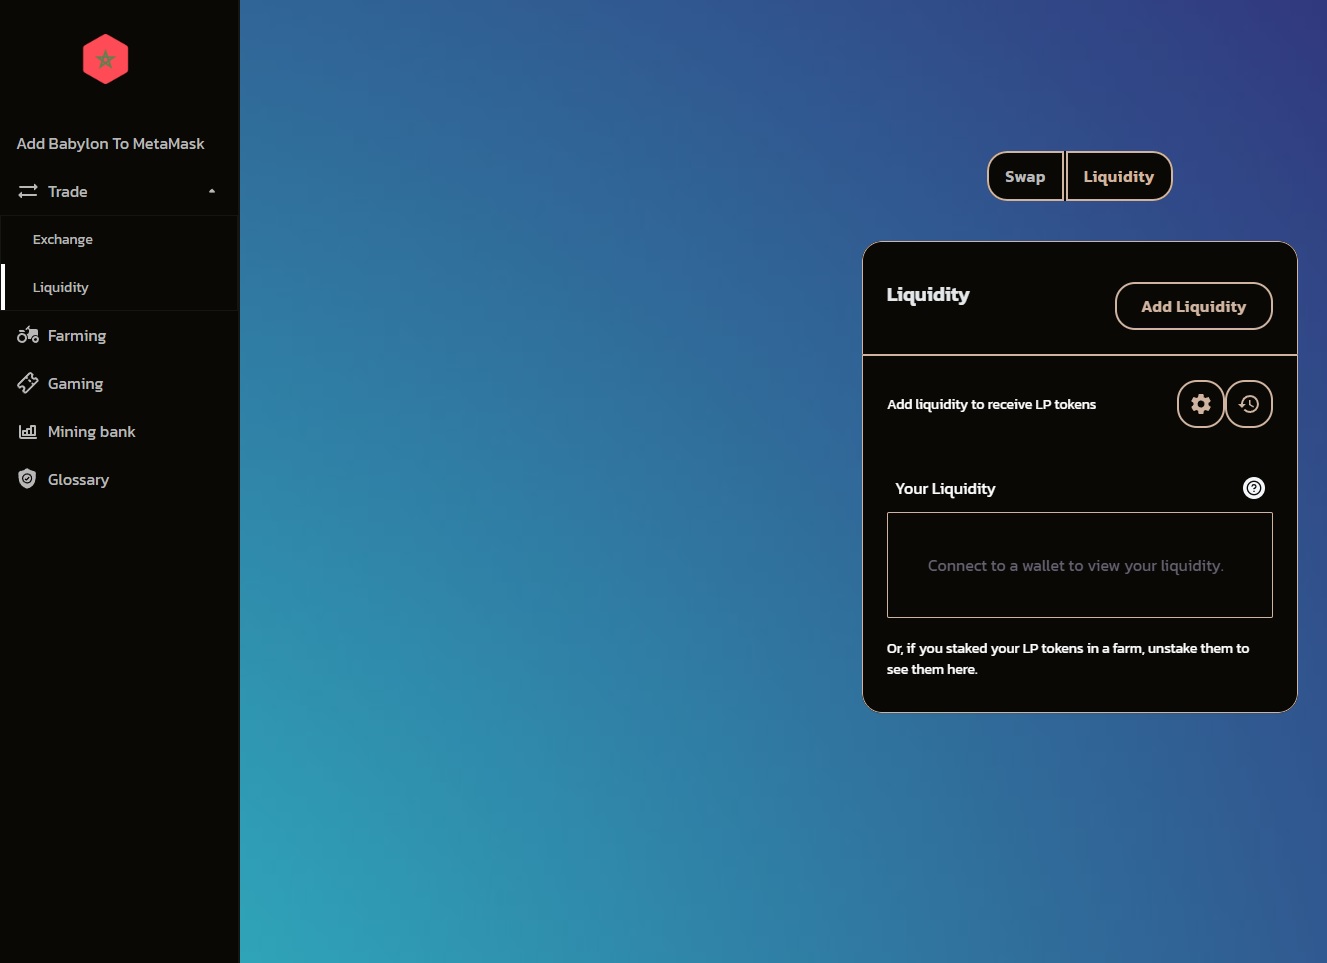 Add Babylon To MetaMask
Trade
Exchange
Liquidity
Farming
Gaming
Mining bank
Glossary
Swap
Liquidity
Liquidity
Add Liquidity
Add liquidity to receive LP tokens
Your Liquidity
Connect to a wallet to view your liquidity.
Or, if you staked your LP tokens in a farm, unstake them to
see them here.